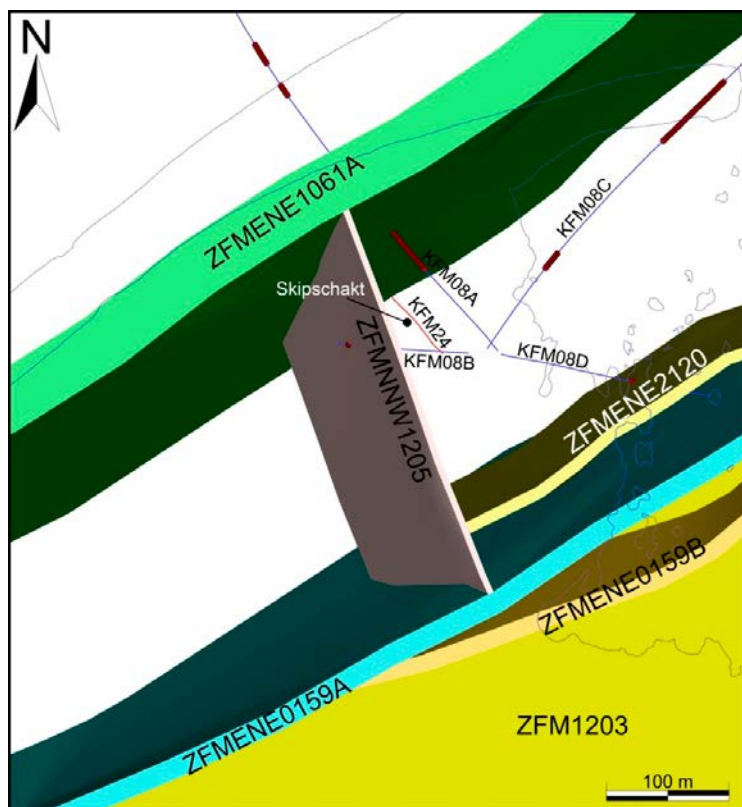 N
ZFMENE1061A
KFM08C
KFM08A
Skipschakt
KFM24
KFM08B
KFM08D
ZFMNNW1205
ZFMENE2120
ZFMENE0159B
ZFMENE0159A
ZFM1203
100 m